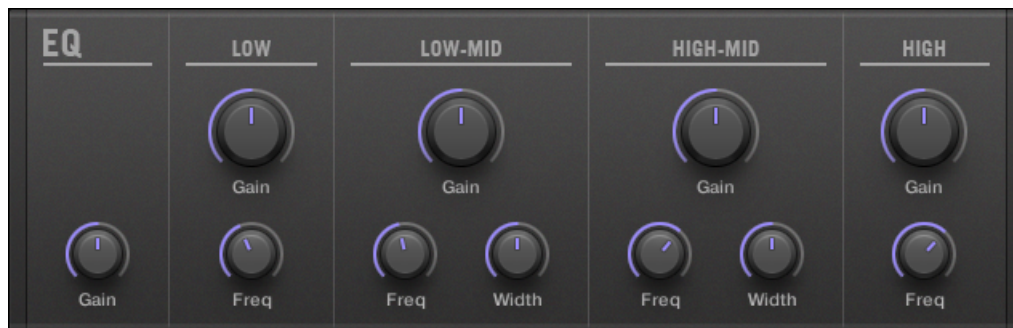 EQ
LOW
LOW-MID
HIGH-MID
HIGH
Gain
Gain
Gain
Gain
Gain
Freq
Freq
Width
Freq
Width
Freq